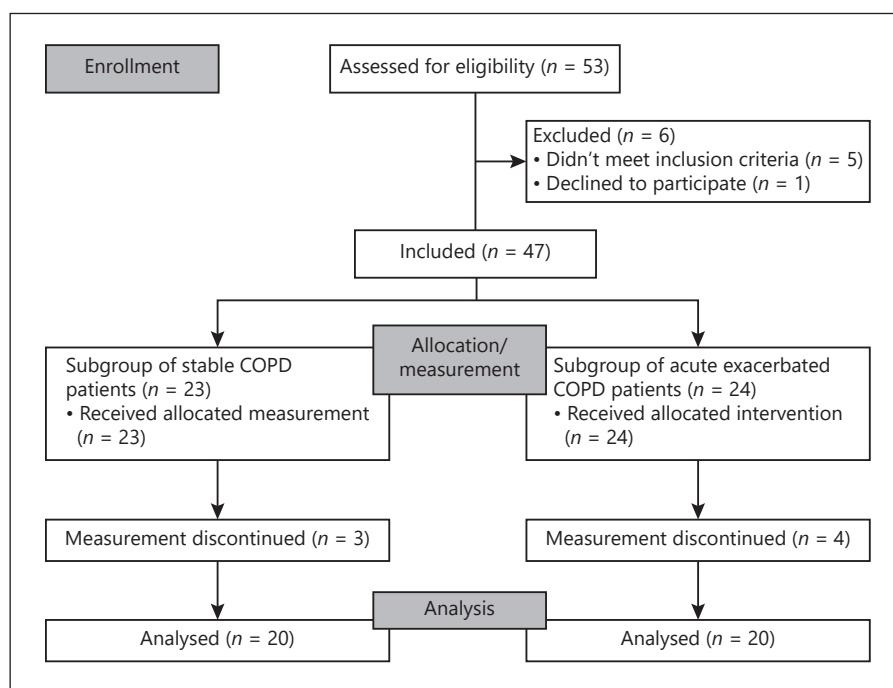 Enrollment
Assessed for eligibility (n = 53)
Excluded (n = 6)
• Didn't meet inclusion criteria (n = 5)
• Declined to participate (n = 1)
Included (n = 47)
Allocation/
measurement
Subgroup of stable COPD
patients (n = 23)
• Received allocated measurement
(n = 23)
Subgroup of acute exacerbated
COPD patients (n = 24)
• Received allocated intervention
(n = 24)
Measurement discontinued (n = 3)
Measurement discontinued (n = 4)
Analysis
Analysed (n = 20)
Analysed (n = 20)